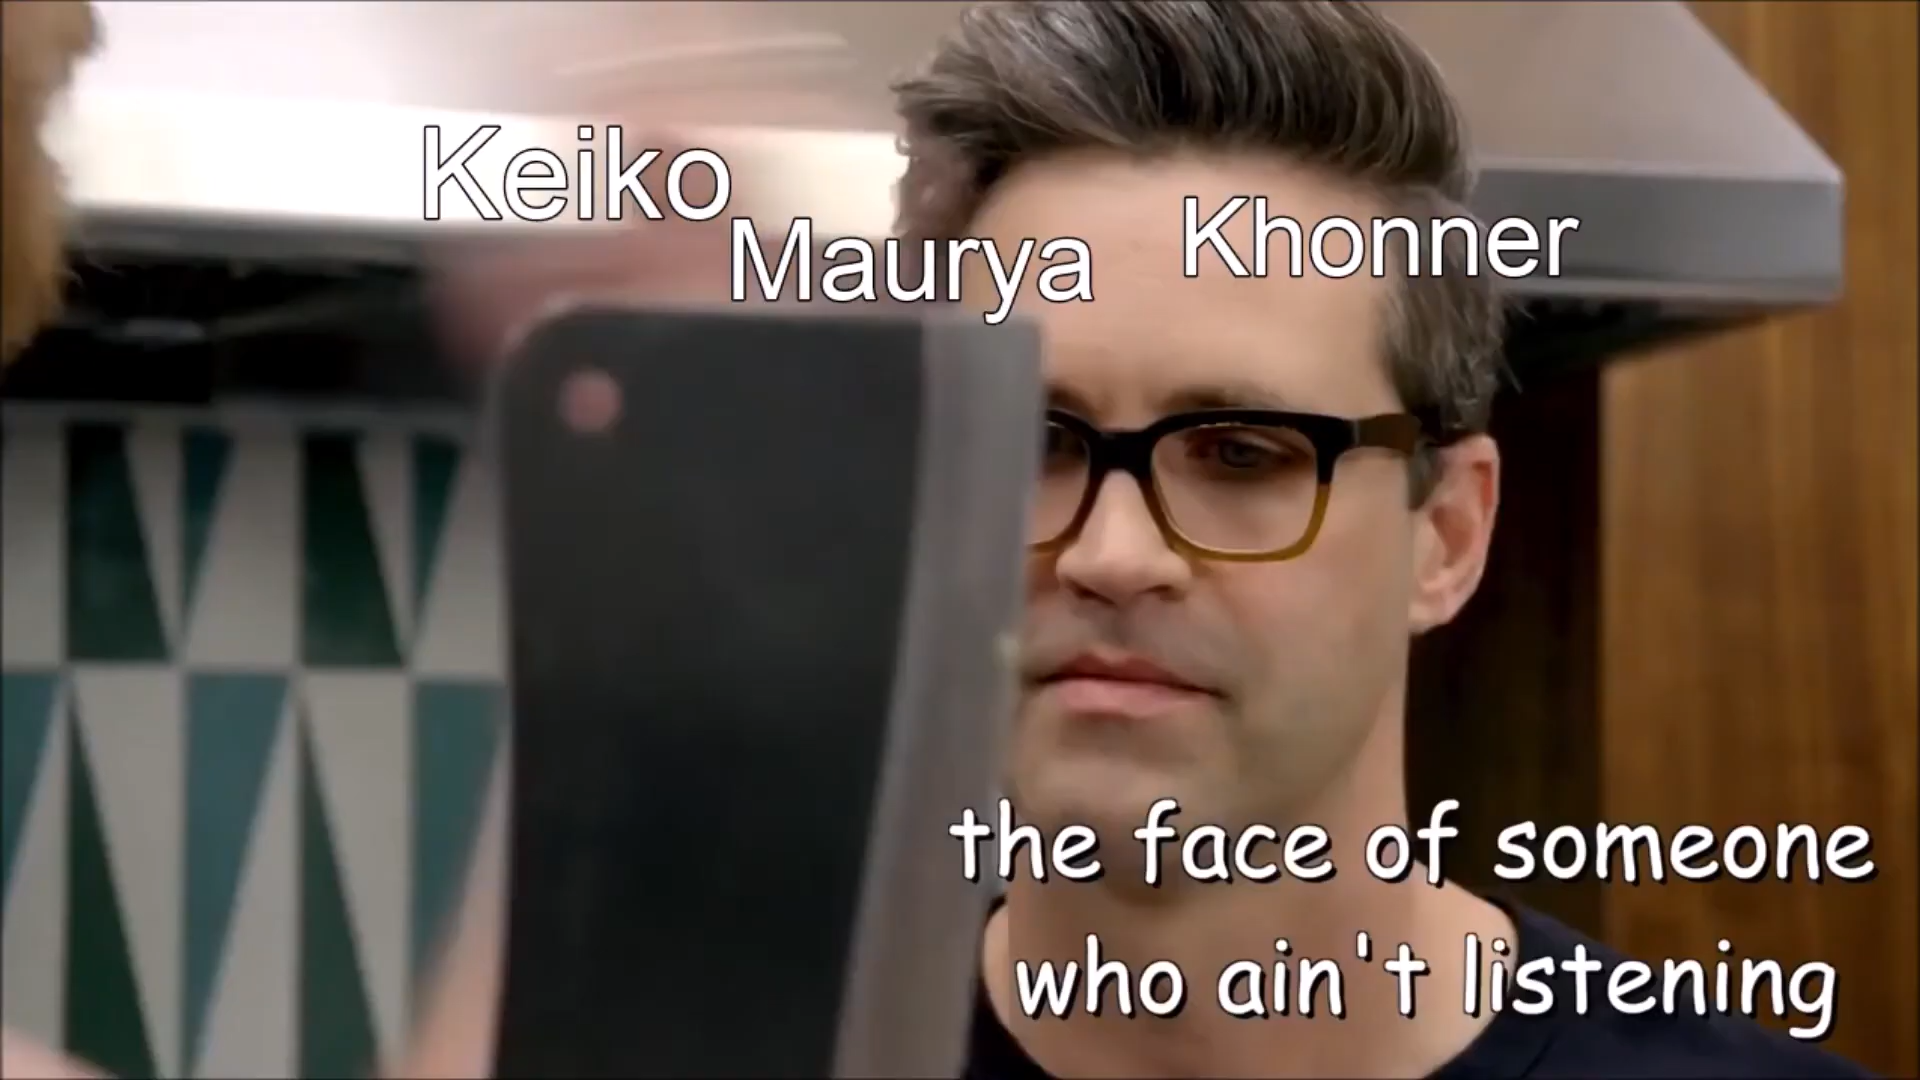 Keiko
Maurya
Khonner
the face of someone
who ain't listening